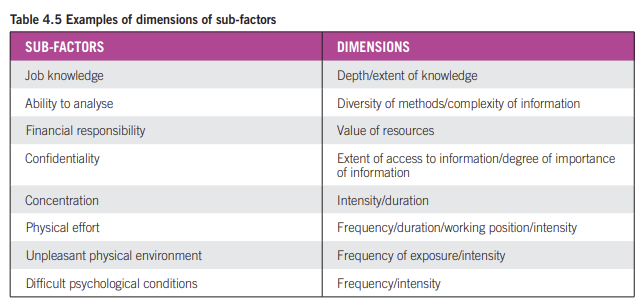 Table 4.5 Examples of dimensions of sub-factors
SUB-FACTORS DIMENSIONS
Job knowledge Depth/extent of knowledge
Ability to analyse Diversity of methods/complexity of information
Financial responsibility Value of resources
Confidentiality Extent of access to information/degree of importance
of information
Concentration Intensity/duration
Physical effort Frequency/duration/working position/intensity
Unpleasant physical environment Frequency of exposure/intensity
Difficult psychological conditions Frequency/intensity